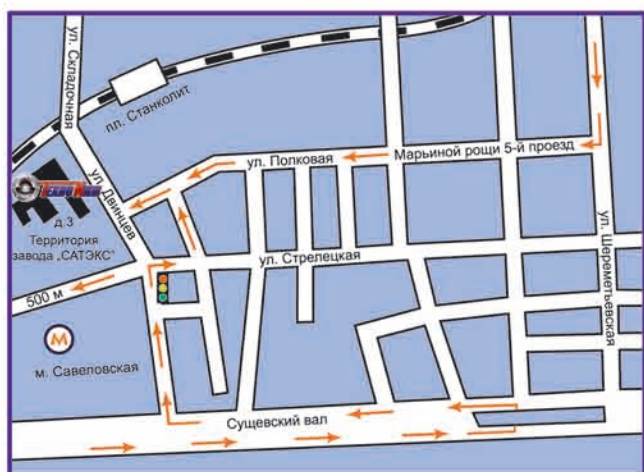 ул. Складочная
пл. Станколит
ул. Полковая
Марьиной рощи 5-й проезд
ул. Двинцев
ТЕХНО
д.3
Территория
завода „САТЭКС"
ул. Стрелецкая
ул. Шереметьевская
500 м
М
м. Савеловская
Сущевский вал